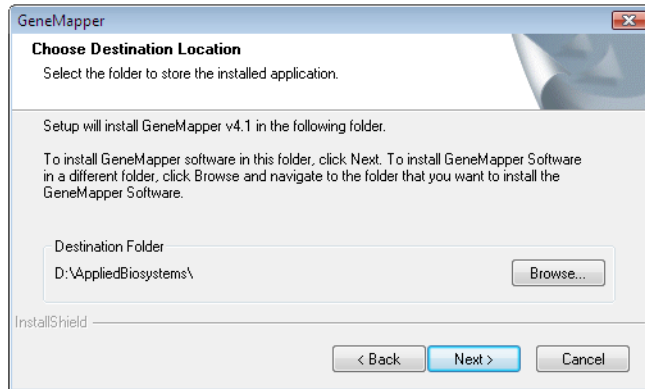 GeneMapper
Choose Destination Location
Select the folder to store the installed application.
Setup will install GeneMapper v4.1 in the following folder.
To install GeneMapper software in this folder, click Next. To install GeneMapper Software
in a different folder, click Browse and navigate to the folder that you want to install the
GeneMapper Software.
Destination Folder
D:\AppliedBiosystems\
Browse...
InstallShield
< Back
Next >
Cancel